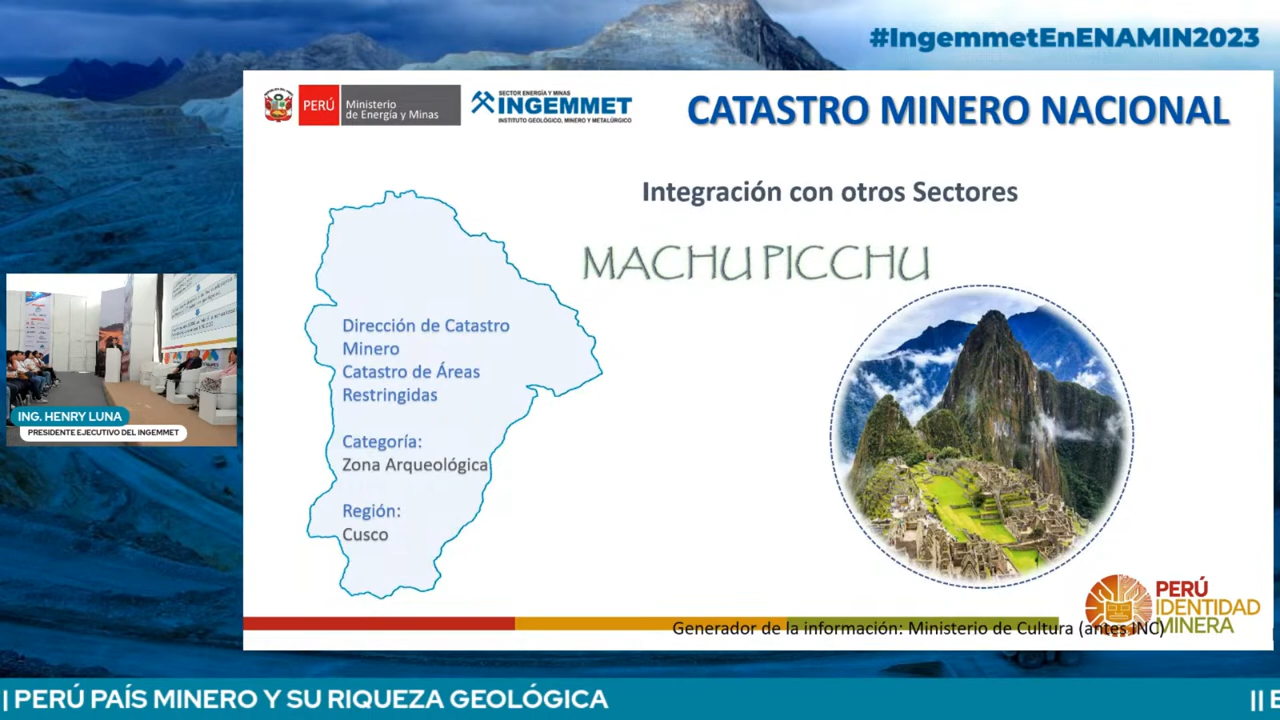 #IngemmetEnENAMIN2023
PERÚ
Ministerio
de Energía y Minas
SECTOR ENERGÍA Y MINAS
INGEMMET
INSTITUTO GEOLÓGICO, MINERO Y METALÚRGICO
CATASTRO MINERO NACIONAL
Integración con otros Sectores
MACHU PICCHU
Dirección de Catastro
Minero
Catastro de Áreas
Restringidas
Categoría:
Zona Arqueológica
Región:
Cusco
ING. HENRY LUNA
PRESIDENTE EJECUTIVO DEL INGEMMET
PERÚ
IDENTIDAD
MINERA
Generador de la información: Ministerio de Cultura (antes INC)
| PERÚ PAÍS MINERO Y SU RIQUEZA GEOLÓGICA
|| E